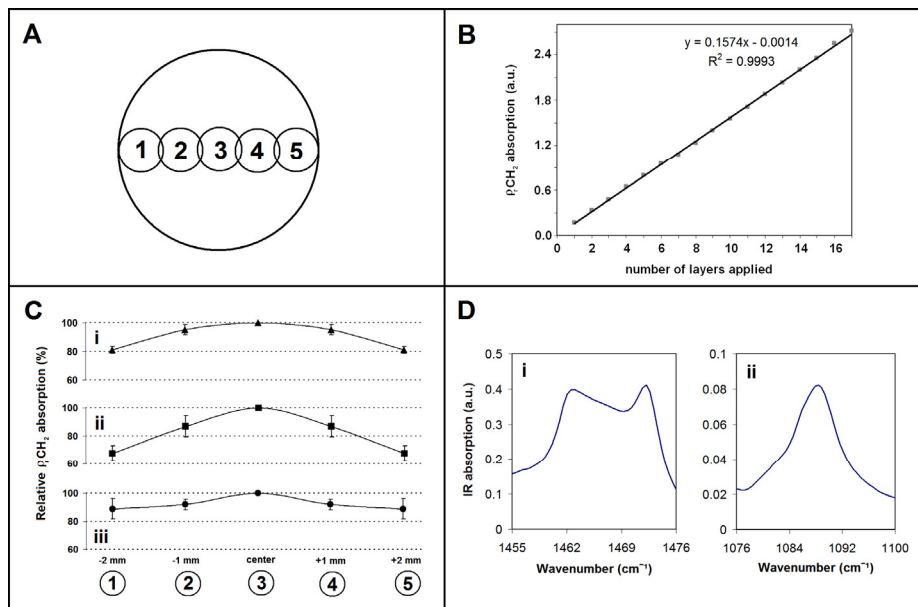 A
1 2 3 4 5
B
y = 0.1574x - 0.0014
R² = 0.9993
2.4
1.8
1.2
0.6
0.0
0 2 4 6 8 10 12 14 16
ρᵣCH₂ absorption (a.u.)
number of layers applied
C
Relative ρᵣCH₂ absorption (%)
i
100
80
60
ii
100
80
60
iii
100
80
60
-2 mm -1 mm center +1 mm +2 mm
1 2 3 4 5
D
IR absorption (a.u.)
i
0.5
0.4
0.3
0.2
0.1
0
1455 1462 1469 1476
Wavenumber (cm⁻¹)
ii
0.1
0.08
0.06
0.04
0.02
0
1076 1084 1092 1100
Wavenumber (cm⁻¹)